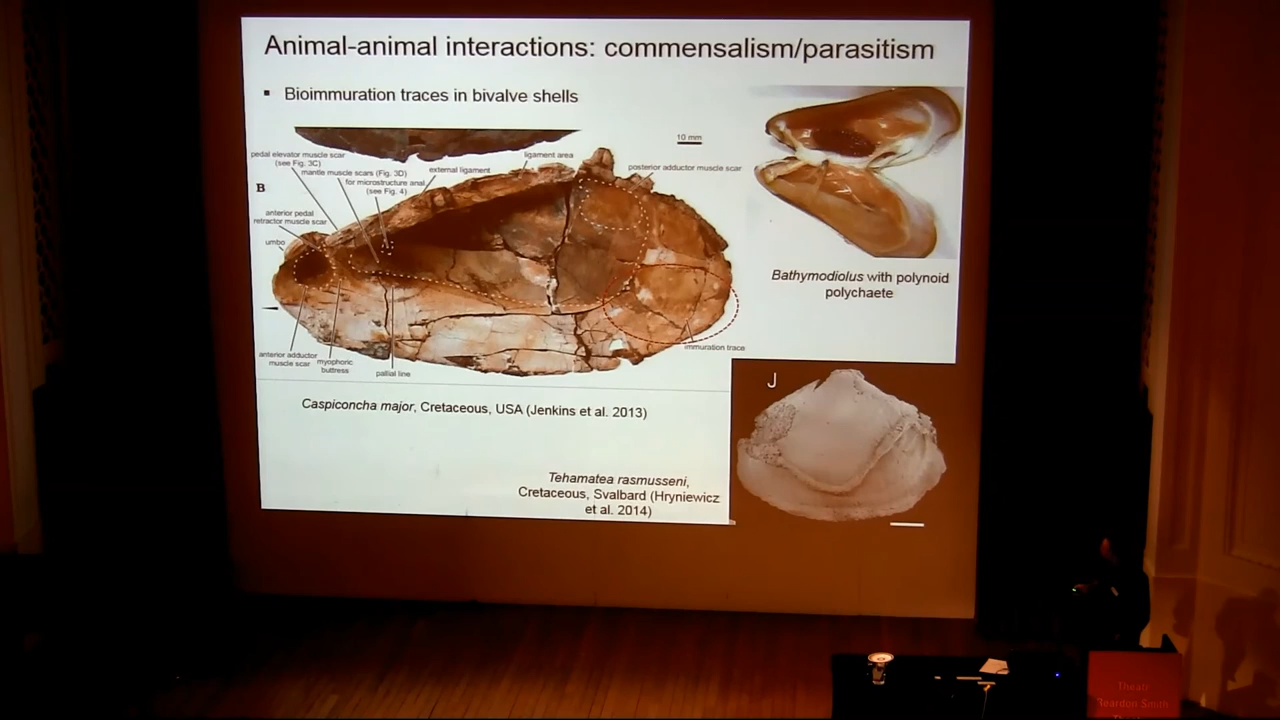 Animal-animal interactions: commensalism/parasitism
▪ Bioimmuration traces in bivalve shells
10 mm
pedal elevator muscle scar
(see Fig. 3C)
mantle muscle scars (Fig. 3D)
for microstructure anal
(see Fig. 4)
external ligament
ligament area
posterior adductor muscle scar
B
anterior pedal
retractor muscle scar
umbo
anterior adductor
muscle scar
myophoric
buttress
pallial line
immuration trace
Bathymodiolus with polynoid
polychaete
Caspiconcha major, Cretaceous, USA (Jenkins et al. 2013)
J
Tehamatea rasmusseni,
Cretaceous, Svalbard (Hryniewicz
et al. 2014)
Theatr
Reardon Smith